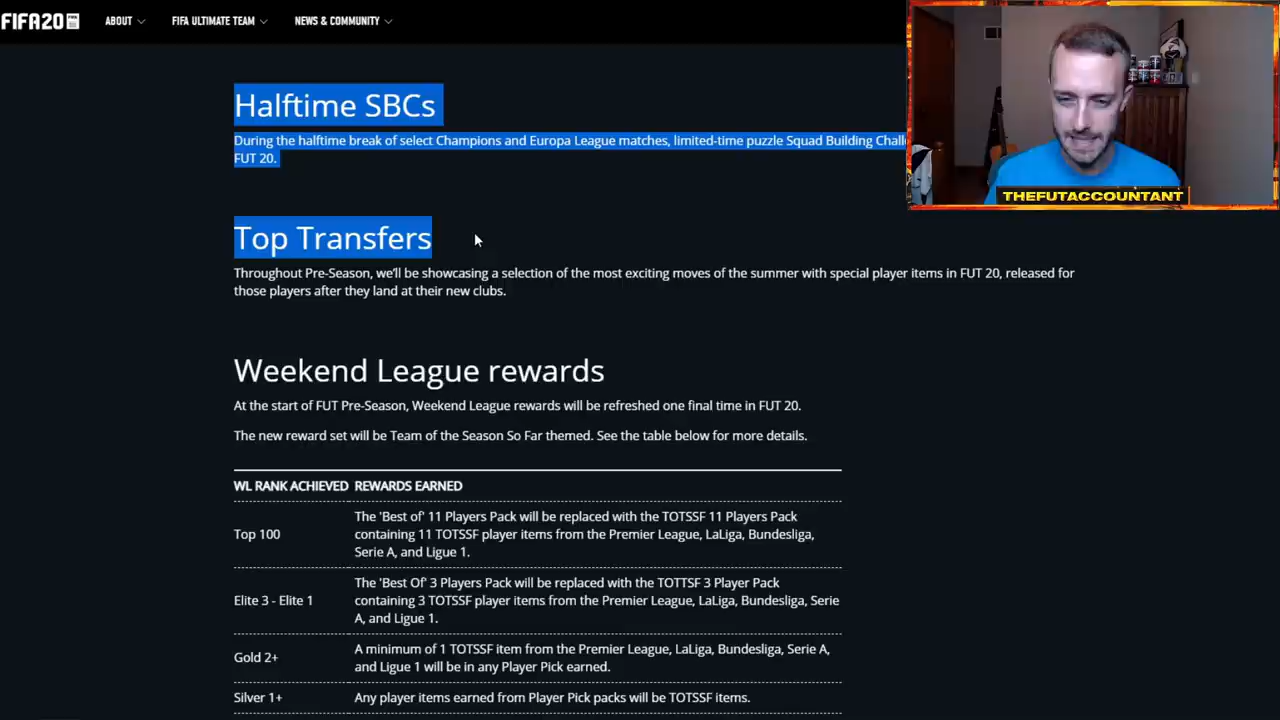 FIFA20
ABOUT
FIFA ULTIMATE TEAM
NEWS & COMMUNITY
THEFUTACCOUNTANT
Halftime SBCs
During the halftime break of select Champions and Europa League matches, limited-time puzzle Squad Building
FUT 20.
Top Transfers
Throughout Pre-Season, we'll be showcasing a selection of the most exciting moves of the summer with special player items in FUT 20, released for
those players after they land at their new clubs.
Weekend League rewards
At the start of FUT Pre-Season, Weekend League rewards will be refreshed one final time in FUT 20.
The new reward set will be Team of the Season So Far themed. See the table below for more details.
WL RANK ACHIEVED REWARDS EARNED
Top 100
The 'Best of' 11 Players Pack will be replaced with the TOTSSF 11 Players Pack
containing 11 TOTSSF player items from the Premier League, LaLiga, Bundesliga,
Serie A, and Ligue 1.
Elite 3 - Elite 1
The 'Best Of' 3 Players Pack will be replaced with the TOTTSF 3 Player Pack
containing 3 TOTSSF player items from the Premier League, LaLiga, Bundesliga, Serie
A, and Ligue 1.
Gold 2+
A minimum of 1 TOTSSF item from the Premier League, LaLiga, Bundesliga, Serie A,
and Ligue 1 will be in any Player Pick earned.
Silver 1+
Any player items earned from Player Pick packs will be TOTSSF items.